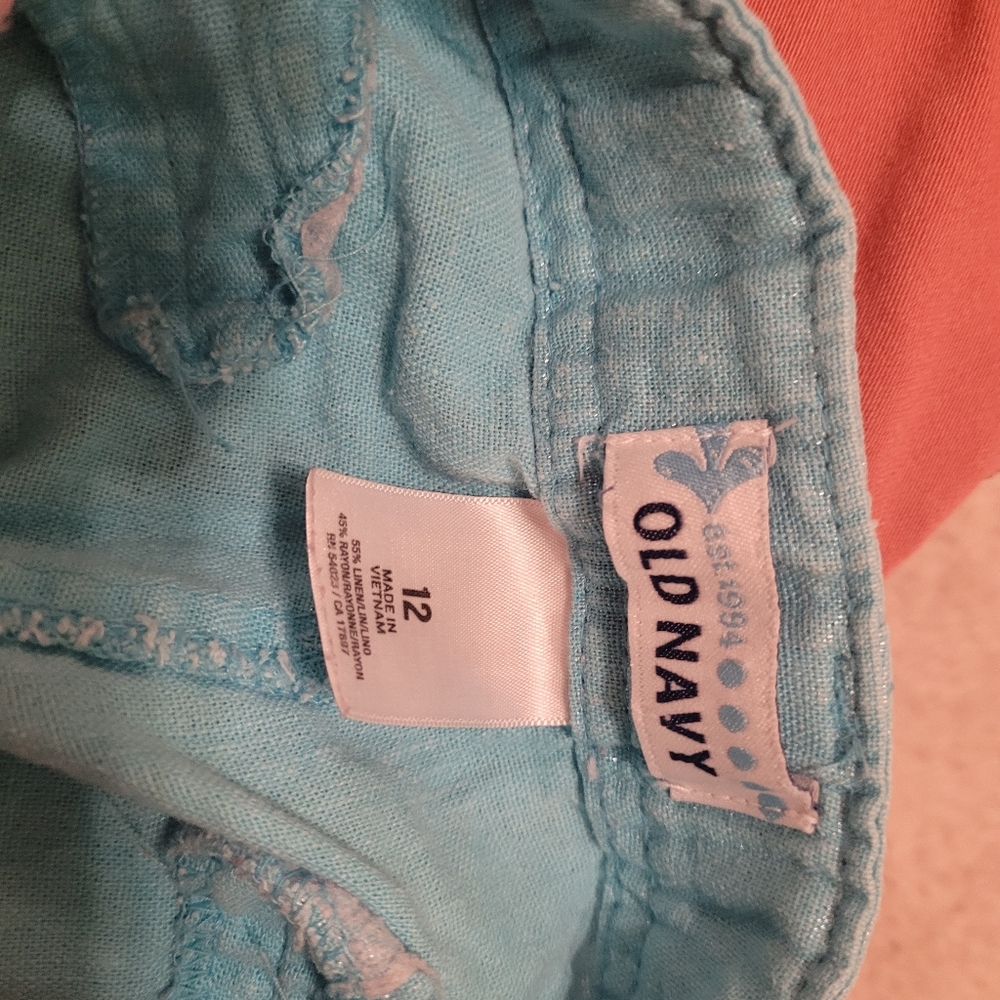 est 1994
OLD NAVY
12
MADE IN
VIETNAM
55% LINEN/LIN/LINO
45% RAYON/RAYONNE/RAYON
RN 54023 / CA 17897